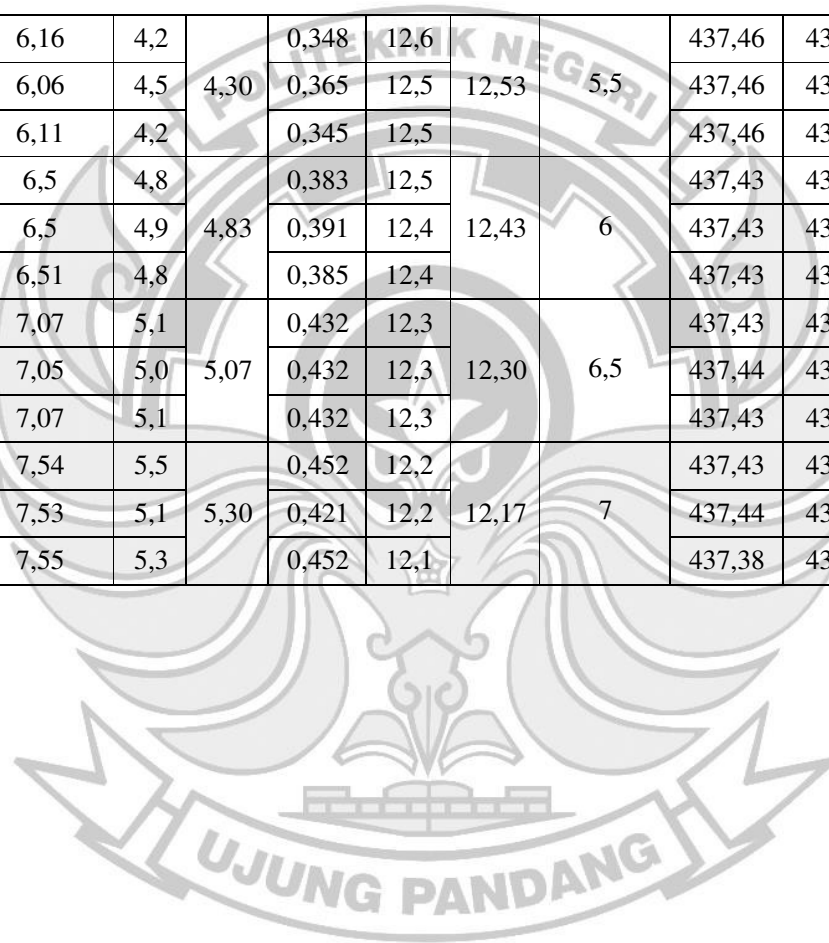 6,16 4,2 0,348 12,6 437,46 43
6,06 4,5 4,30 0,365 12,5 12,53 5,5 437,46 43
6,11 4,2 0,345 12,5 437,46 43
6,5 4,8 0,383 12,5 437,43 43
6,5 4,9 4,83 0,391 12,4 12,43 6 437,43 43
6,51 4,8 0,385 12,4 437,43 43
7,07 5,1 0,432 12,3 437,43 43
7,05 5,0 5,07 0,432 12,3 12,30 6,5 437,44 43
7,07 5,1 0,432 12,3 437,43 43
7,54 5,5 0,452 12,2 437,43 43
7,53 5,1 5,30 0,421 12,2 12,17 7 437,44 43
7,55 5,3 0,452 12,1 437,38 43
POLITEKNIK NEGERI
UJUNG PANDANG